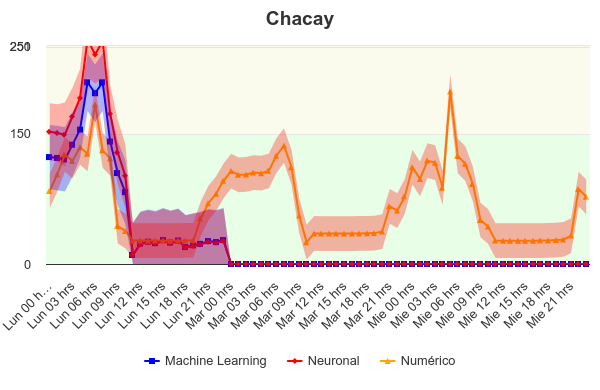 Chacay
250
150
0
Lun 00 h...
Lun 03 hrs
Lun 06 hrs
Lun 09 hrs
Lun 12 hrs
Lun 15 hrs
Lun 18 hrs
Lun 21 hrs
Mar 00 hrs
Mar 03 hrs
Mar 06 hrs
Mar 09 hrs
Mar 12 hrs
Mar 15 hrs
Mar 18 hrs
Mar 21 hrs
Mie 00 hrs
Mie 03 hrs
Mie 06 hrs
Mie 09 hrs
Mie 12 hrs
Mie 15 hrs
Mie 18 hrs
Mie 21 hrs
Machine Learning Neuronal Numérico